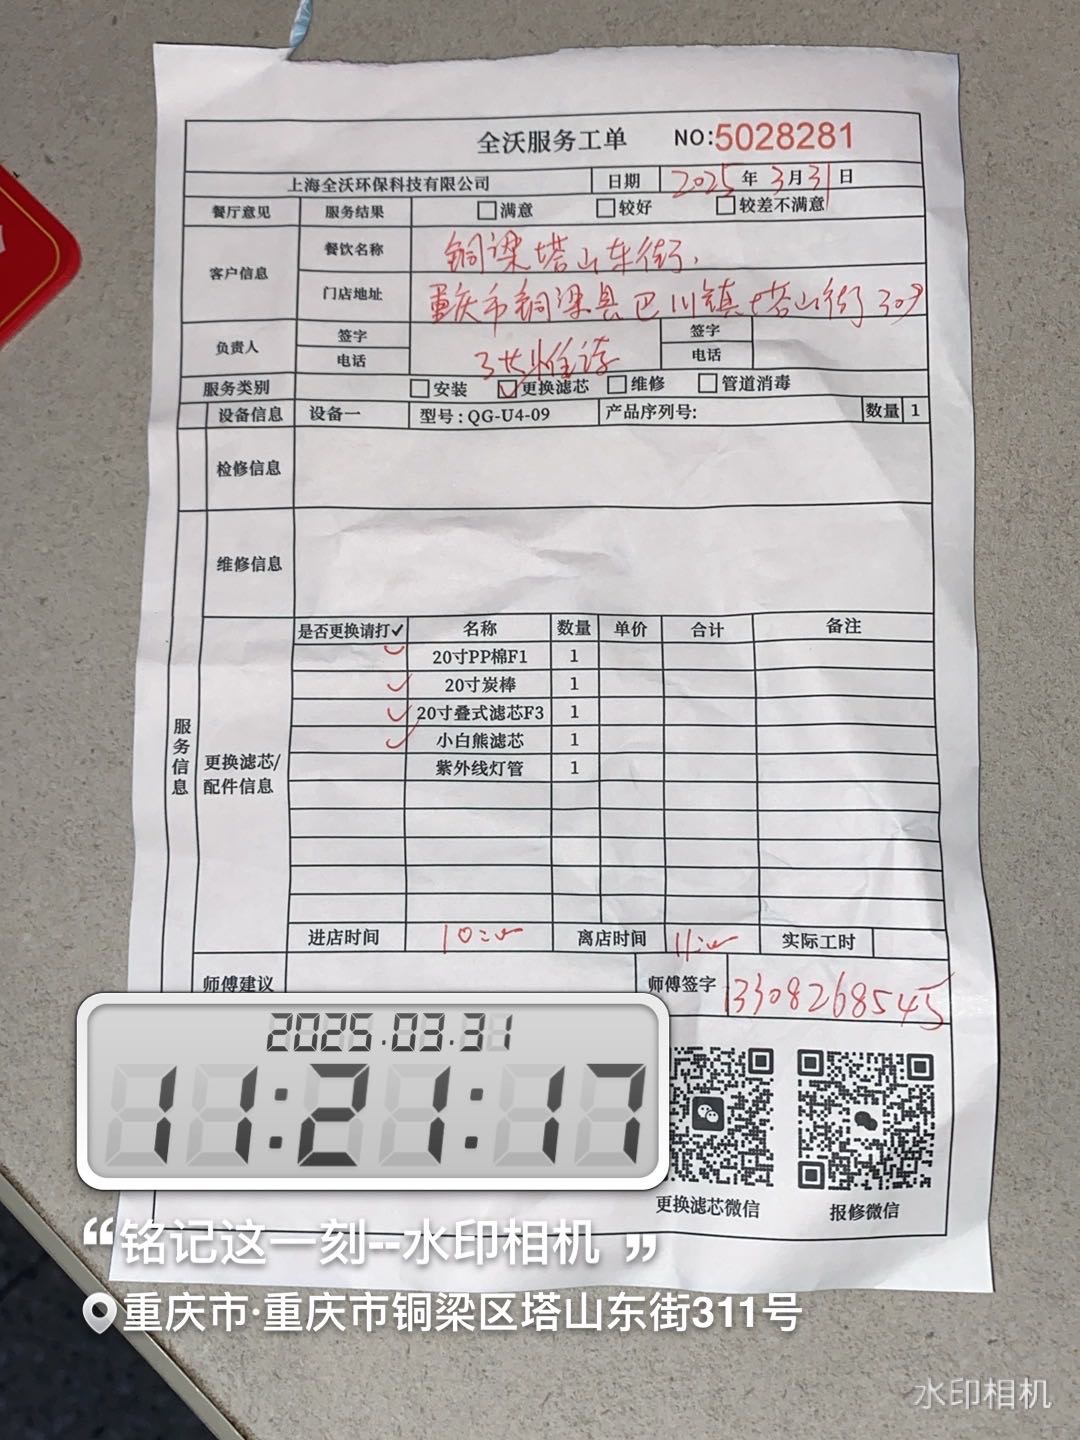 全沃服务工单 NO:5028281
上海全沃环保科技有限公司 日期 2025年3月31日
餐厅意见 服务结果 满意 较好 较差不满意
客户信息 餐饮名称 铜梁塔山东街
门店地址 重庆市铜梁县巴川镇塔山街309
负责人 签字 签字
电话 电话
服务类别 安装 更换滤芯 维修 管道消毒
设备信息 设备一 型号:QG-U4-09 产品序列号: 数量 1
检修信息
维修信息
服务信息
更换滤芯/配件信息
是否更换请打✓ 名称 数量 单价 合计 备注
✓ 20寸PP棉F1 1
✓ 20寸炭棒 1
✓ 20寸叠式滤芯F3 1
✓ 小白熊滤芯 1
紫外线灯管 1
进店时间 离店时间 实际工时
师傅建议 师傅签字 13308268545
更换滤芯微信 报修微信
2025.03.31
11:21:17
“铭记这一刻--水印相机”
重庆市·重庆市铜梁区塔山东街311号
水印相机